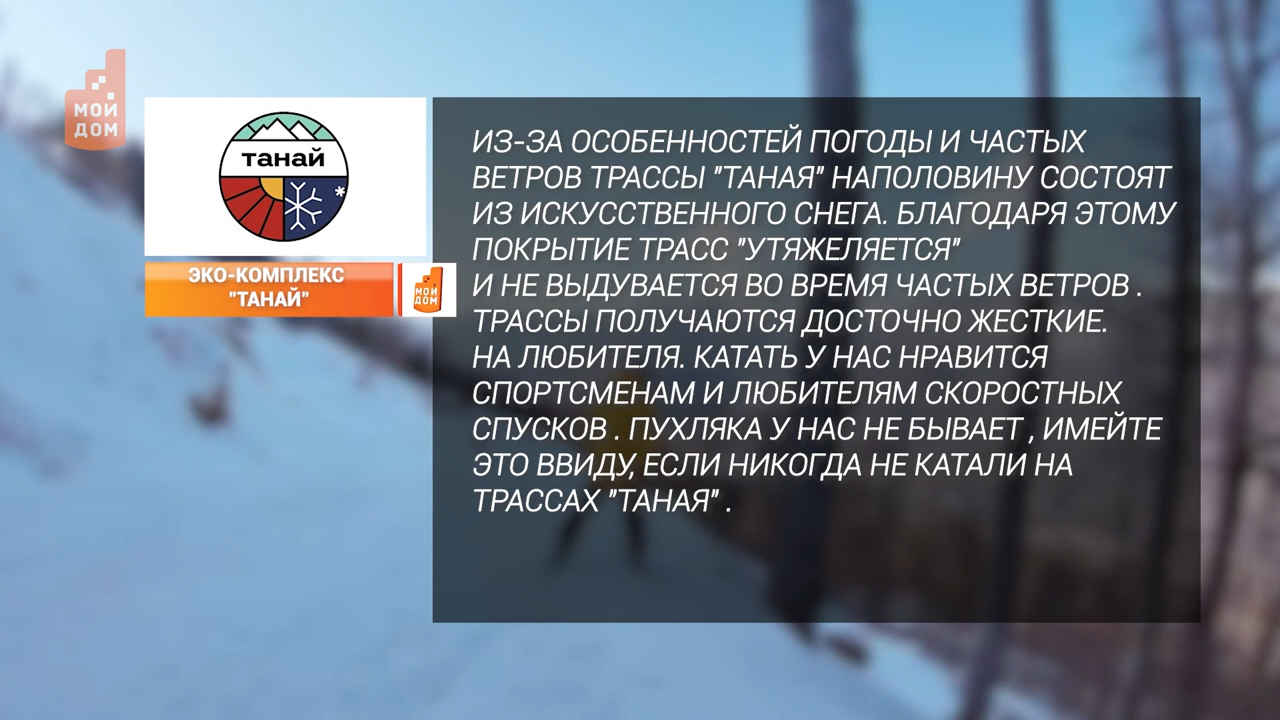 МОЙ
ДОМ
ТАНАЙ
ЭКО-КОМПЛЕКС
"ТАНАЙ"
МОЙ
ДОМ
ИЗ-ЗА ОСОБЕННОСТЕЙ ПОГОДЫ И ЧАСТЫХ
ВЕТРОВ ТРАССЫ "ТАНАЯ" НАПОЛОВИНУ СОСТОЯТ
ИЗ ИСКУССТВЕННОГО СНЕГА. БЛАГОДАРЯ ЭТОМУ
ПОКРЫТИЕ ТРАСС "УТЯЖЕЛЯЕТСЯ"
И НЕ ВЫДУВАЕТСЯ ВО ВРЕМЯ ЧАСТЫХ ВЕТРОВ .
ТРАССЫ ПОЛУЧАЮТСЯ ДОСТОЧНО ЖЕСТКИЕ.
НА ЛЮБИТЕЛЯ. КАТАТЬ У НАС НРАВИТСЯ
СПОРТСМЕНАМ И ЛЮБИТЕЛЯМ СКОРОСТНЫХ
СПУСКОВ . ПУХЛЯКА У НАС НЕ БЫВАЕТ , ИМЕЙТЕ
ЭТО ВВИДУ, ЕСЛИ НИКОГДА НЕ КАТАЛИ НА
ТРАССАХ "ТАНАЯ" .